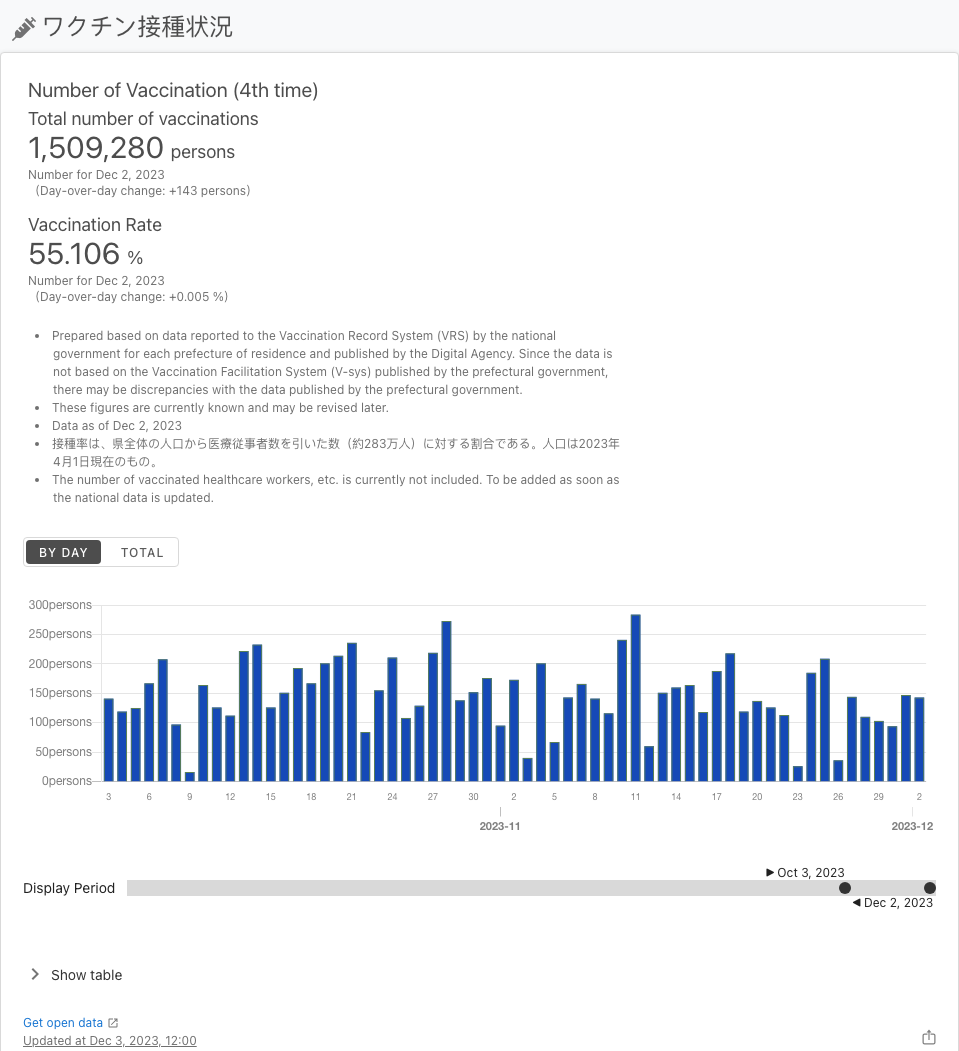 ワクチン接種状況
Number of Vaccination (4th time)
Total number of vaccinations
1,509,280 persons
Number for Dec 2, 2023
(Day-over-day change: +143 persons)
Vaccination Rate
55.106 %
Number for Dec 2, 2023
(Day-over-day change: +0.005 %)
• Prepared based on data reported to the Vaccination Record System (VRS) by the national
government for each prefecture of residence and published by the Digital Agency. Since the data is
not based on the Vaccination Facilitation System (V-sys) published by the prefectural government,
there may be discrepancies with the data published by the prefectural government.
• These figures are currently known and may be revised later.
• Data as of Dec 2, 2023
• 接種率は、県全体の人口から医療従事者数を引いた数（約283万人）に対する割合である。人口は2023年
4月1日現在のもの。
• The number of vaccinated healthcare workers, etc. is currently not included. To be added as soon as
the national data is updated.
BY DAY TOTAL
300persons
250persons
200persons
150persons
100persons
50persons
0persons
3 6 9 12 15 18 21 24 27 30 2 5 8 11 14 17 20 23 26 29 2
2023-11 2023-12
Oct 3, 2023
Display Period
Dec 2, 2023
Show table
Get open data
Updated at Dec 3, 2023, 12:00